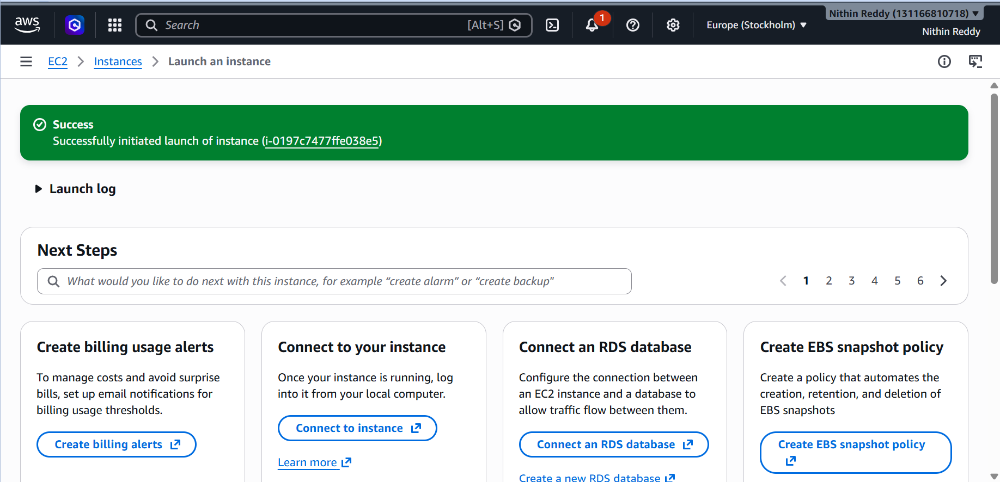 aws
Search [Alt+S]
1
Europe (Stockholm)
Nithin Reddy (131166810718)
Nithin Reddy
EC2 Instances Launch an instance
Success
Successfully initiated launch of instance (i-0197c7477ffe038e5)
Launch log
Next Steps
What would you like to do next with this instance, for example “create alarm” or “create backup"
1 2 3 4 5 6
Create billing usage alerts
To manage costs and avoid surprise
bills, set up email notifications for
billing usage thresholds.
Create billing alerts
Connect to your instance
Once your instance is running, log
into it from your local computer.
Connect to instance
Learn more
Connect an RDS database
Configure the connection between
an EC2 instance and a database to
allow traffic flow between them.
Connect an RDS database
Create a new RDS database
Create EBS snapshot policy
Create a policy that automates the
creation, retention, and deletion of
EBS snapshots
Create EBS snapshot policy